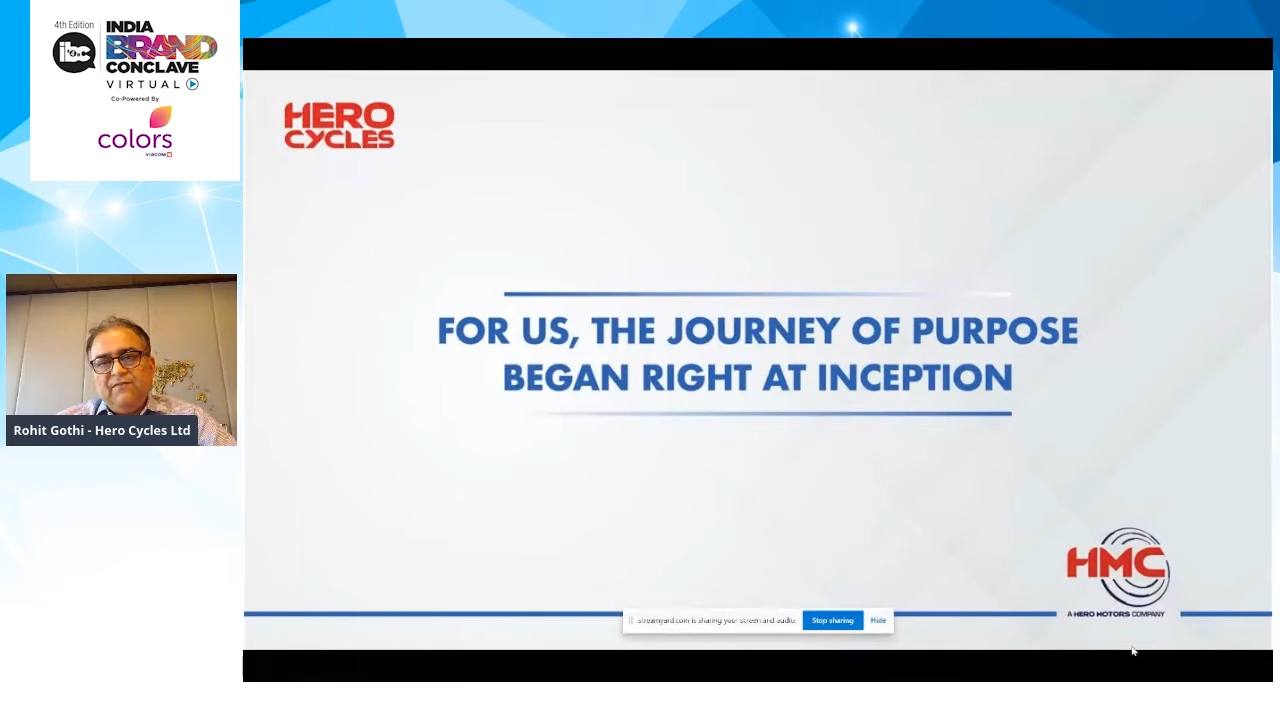 4th Edition
INDIA
ibc
BRAND
CONCLAVE
VIRTUAL
Co-Powered By
colors
VIACOM18
HERO
CYCLES
FOR US, THE JOURNEY OF PURPOSE
BEGAN RIGHT AT INCEPTION
Rohit Gothi - Hero Cycles Ltd
HMC
A HERO MOTORS COMPANY
streamyard.com is sharing your screen and audio.
Stop sharing
Hide